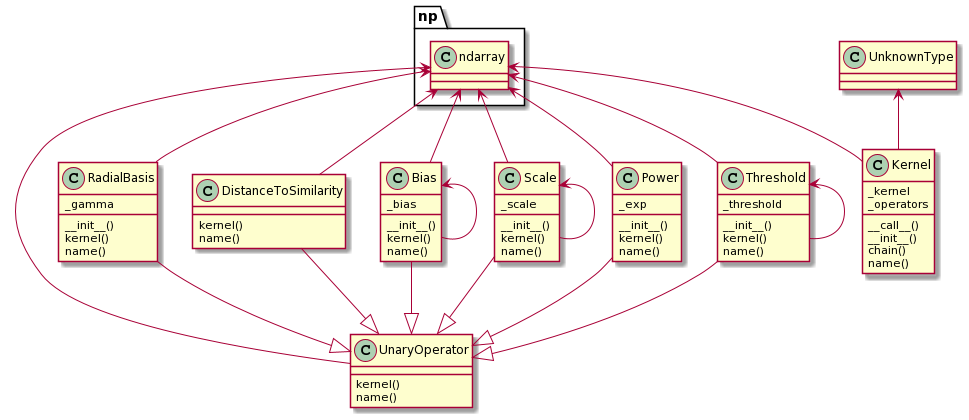 np
C ndarray
C UnknownType
C RadialBasis
_gamma
__init__()
kernel()
name()
C DistanceToSimilarity
kernel()
name()
C Bias
_bias
__init__()
kernel()
name()
C Scale
_scale
__init__()
kernel()
name()
C Power
_exp
__init__()
kernel()
name()
C Threshold
_threshold
__init__()
kernel()
name()
C Kernel
_kernel
_operators
__call__()
__init__()
chain()
name()
C UnaryOperator
kernel()
name()